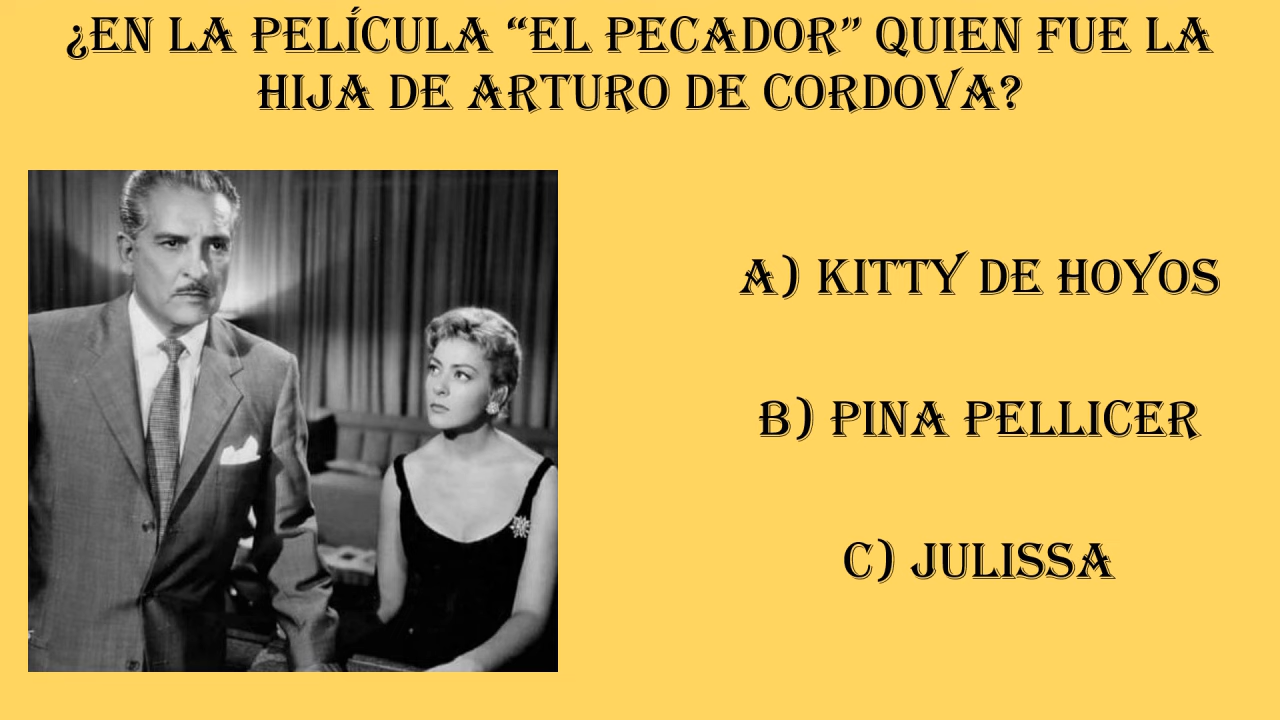 ¿EN LA PELÍCULA “EL PECADOR” QUIEN FUE LA
HIJA DE ARTURO DE CORDOVA?
A) KITTY DE HOYOS
B) PINA PELLICER
C) JULISSA